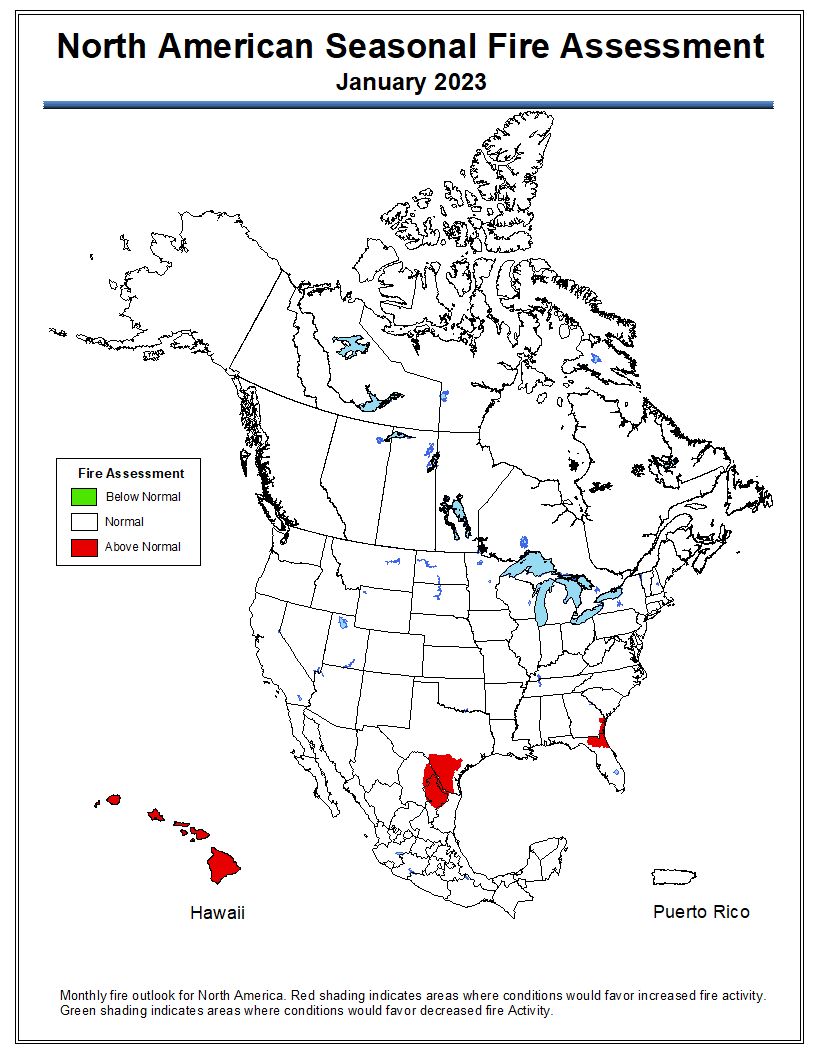 North American Seasonal Fire Assessment
January 2023
Fire Assessment
Below Normal
Normal
Above Normal
Hawaii
Puerto Rico
Monthly fire outlook for North America. Red shading indicates areas where conditions would favor increased fire activity.
Green shading indicates areas where conditions would favor decreased fire Activity.